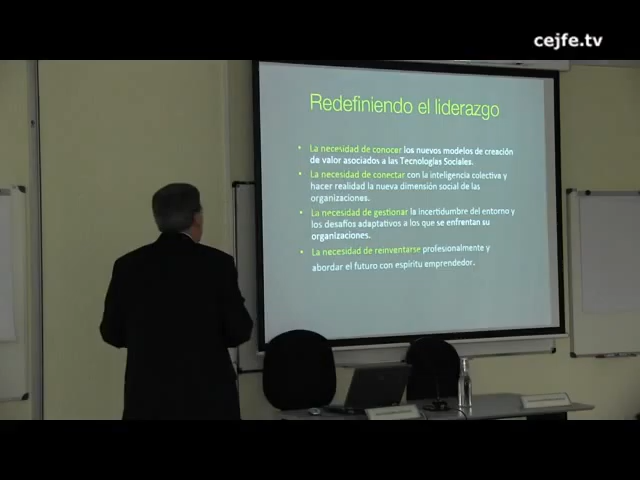 cejfe.tv
Redefiniendo el liderazgo
• La necesidad de conocer los nuevos modelos de creación
de valor asociados a las Tecnologías Sociales.
• La necesidad de conectar con la inteligencia colectiva y
hacer realidad la nueva dimensión social de las
organizaciones.
• La necesidad de gestionar la incertidumbre del entorno y
los desafíos adaptativos a los que se enfrentan su
organizaciones.
• La necesidad de reinventarse profesionalmente y
abordar el futuro con espíritu emprendedor.